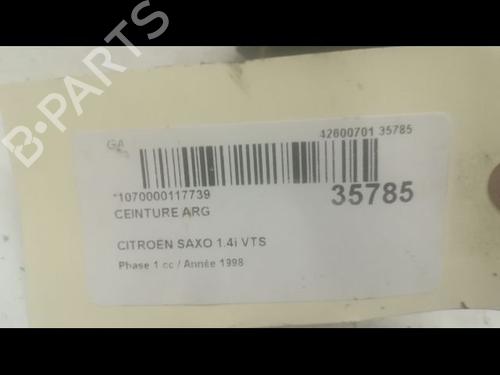 B-PARTS
GA
42600701 35785
*1070000117739
35785
CEINTURE ARG
CITROEN SAXO 1.4i VTS
Phase 1 cc / Année 1998